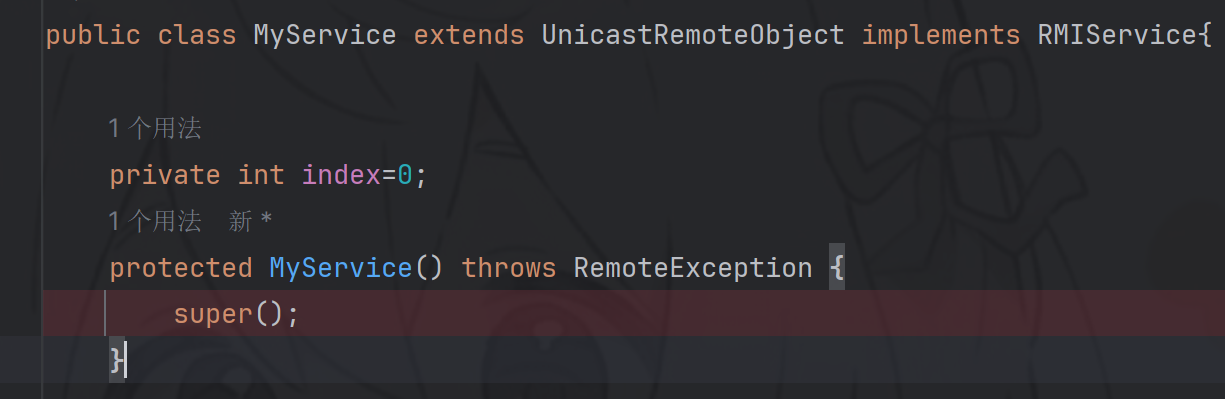 public class MyService extends UnicastRemoteObject implements RMIService{
1 个用法
private int index=0;
1 个用法 新 *
protected MyService() throws RemoteException {
super();
}